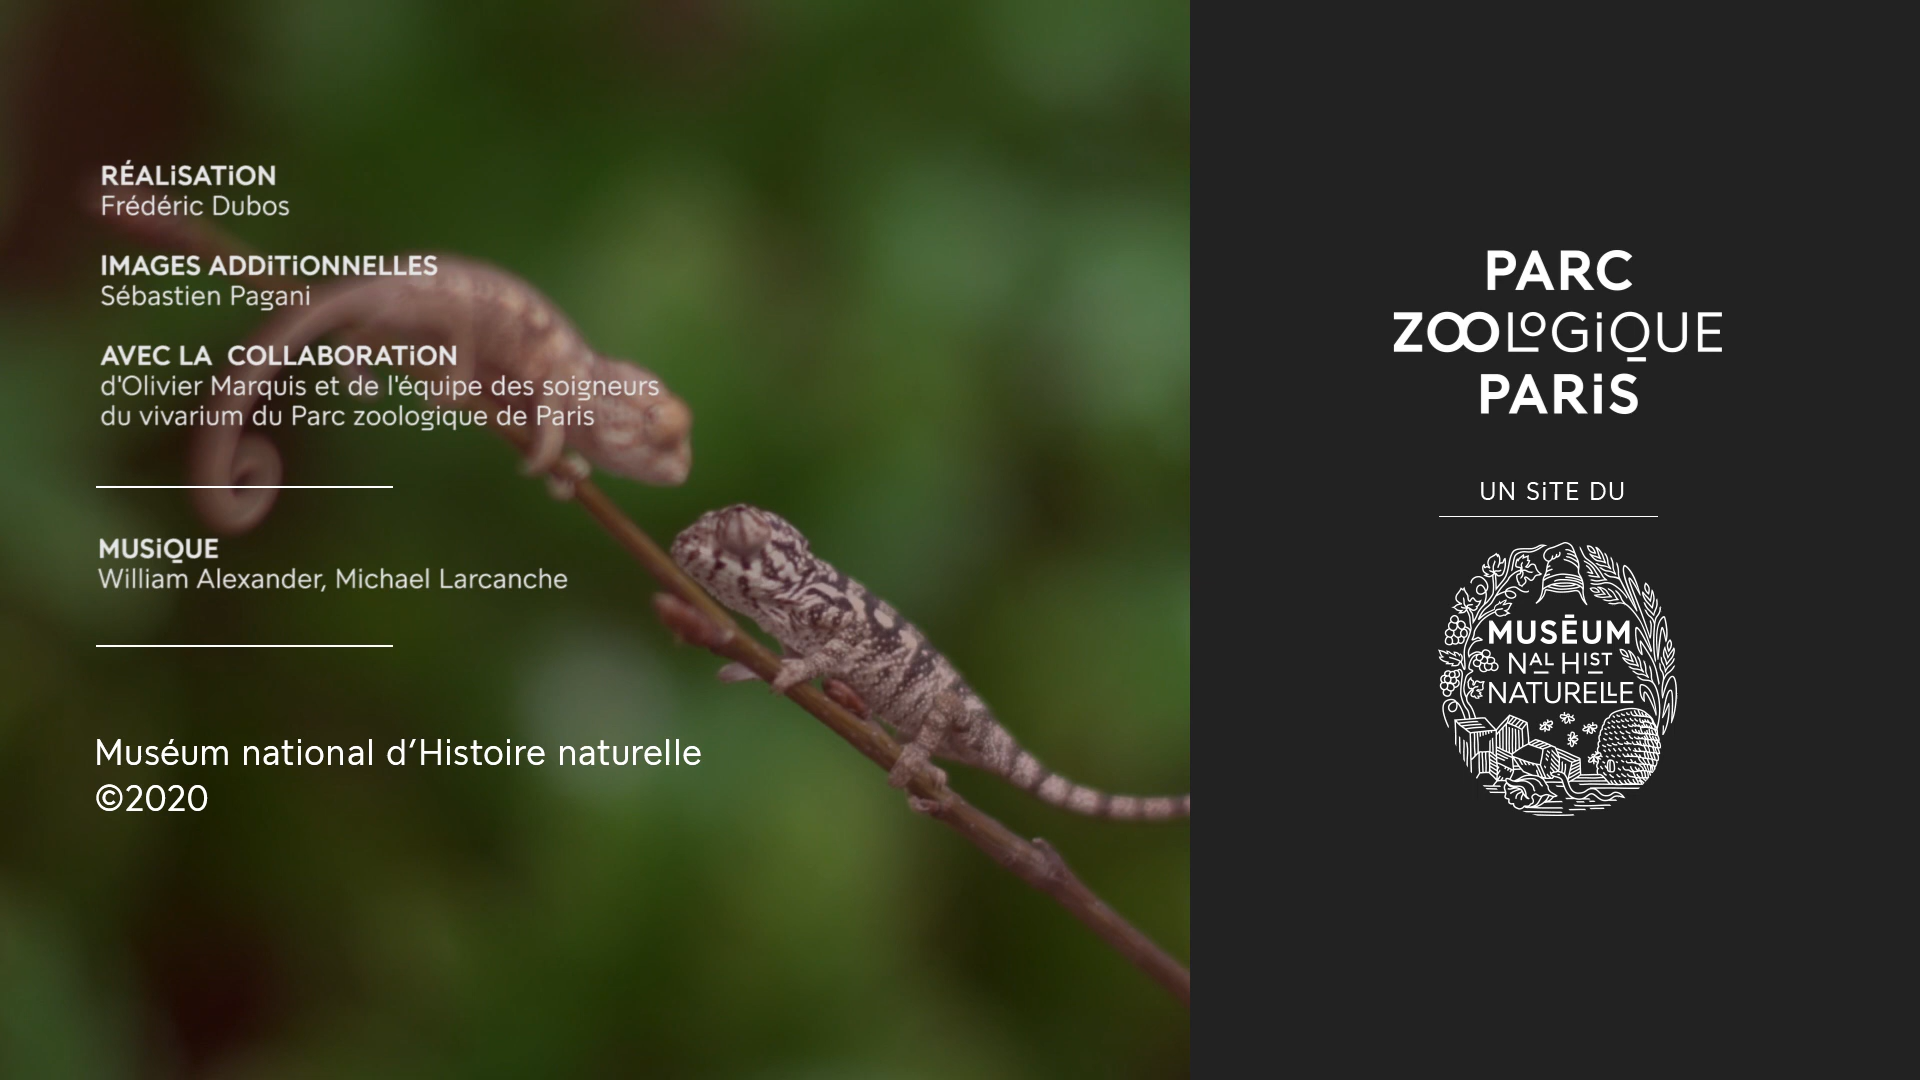 RÉALiSATiON
Frédéric Dubos
IMAGES ADDiTiONNELLES
Sébastien Pagani
AVEC LA COLLABORATiON
d'Olivier Marquis et de l'équipe des soigneurs
du vivarium du Parc zoologique de Paris
MUSiQUE
William Alexander, Michael Larcanche
Muséum national d’Histoire naturelle
©2020
PARC
ZOOLOGiQUE
PARiS
UN SiTE DU
MUSĒUM
NAL HIST
NATURELLE